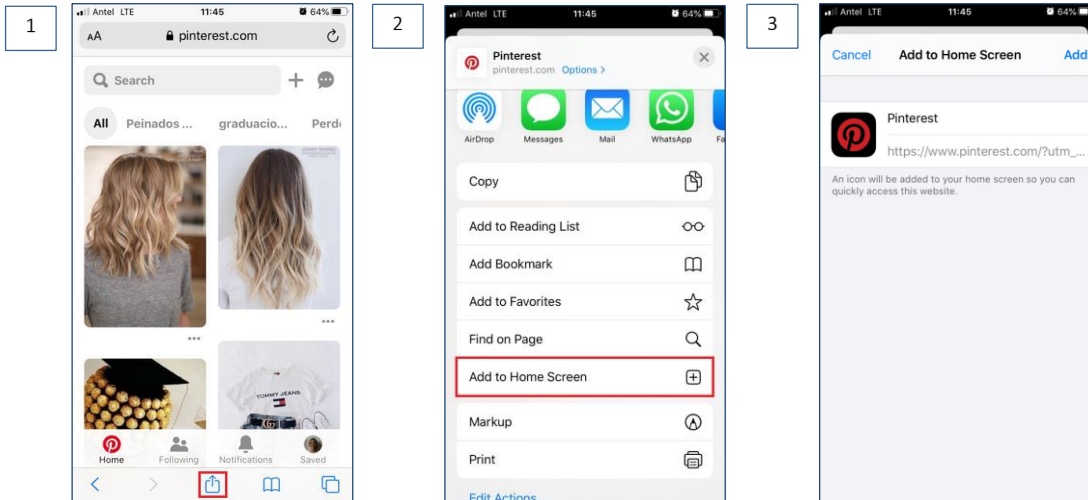 1
Antel LTE 11:45 64%
AA pinterest.com
Search
All Peinados ... graduacio... Perd
TOMMY JEANS
Home Following Notifications Saved
2
Antel LTE 11:45 64%
Pinterest
pinterest.com Options >
AirDrop Messages Mail WhatsApp Fa
Copy
Add to Reading List
Add Bookmark
Add to Favorites
Find on Page
Add to Home Screen
Markup
Print
Edit Actions
3
Antel LTE 11:45 64%
Cancel Add to Home Screen Add
Pinterest
https://www.pinterest.com/?utm_...
An icon will be added to your home screen so you can
quickly access this website.